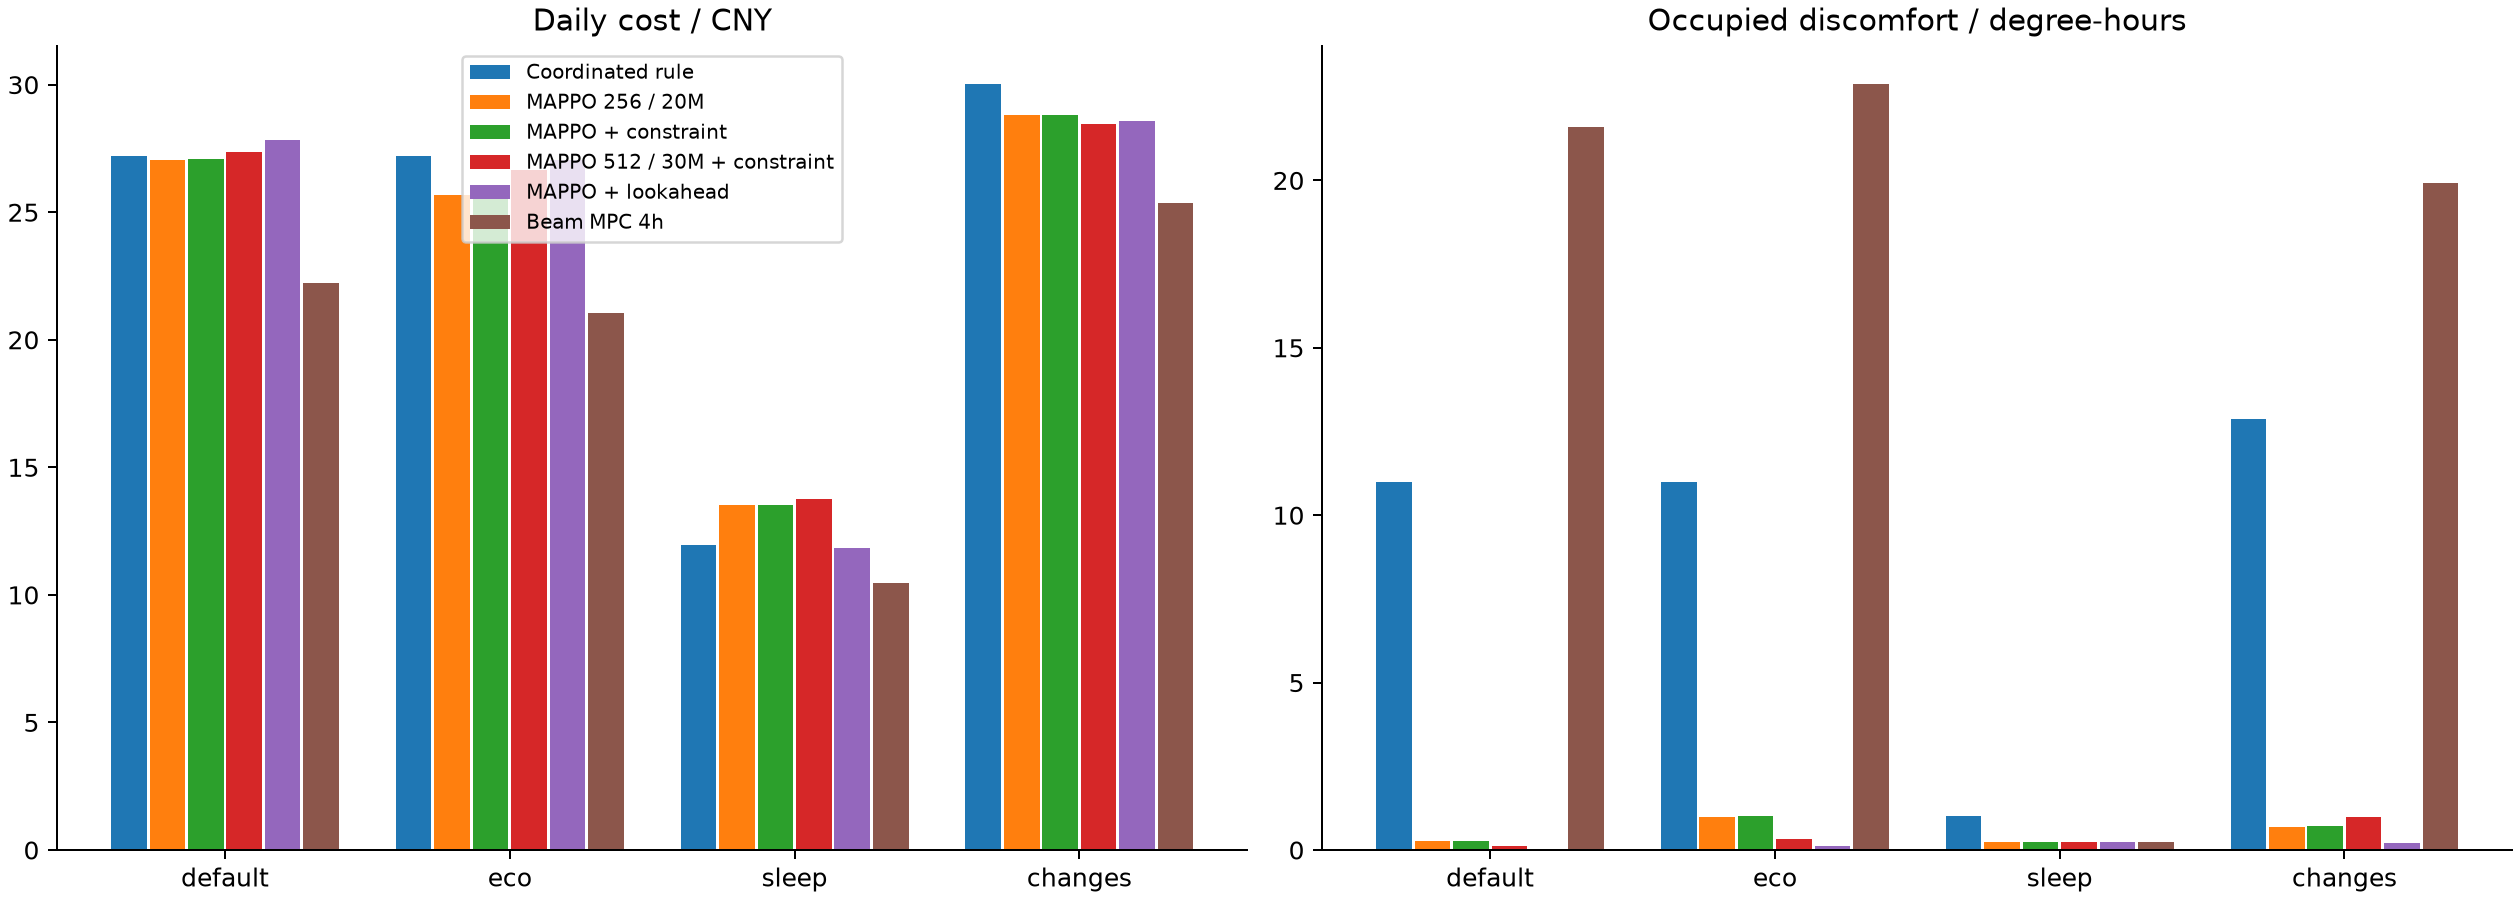 Daily cost / CNY
30
25
20
15
10
5
0
Coordinated rule
MAPPO 256 / 20M
MAPPO + constraint
MAPPO 512 / 30M + constraint
MAPPO + lookahead
Beam MPC 4h
default
eco
sleep
changes
Occupied discomfort / degree-hours
20
15
10
5
0
default
eco
sleep
changes